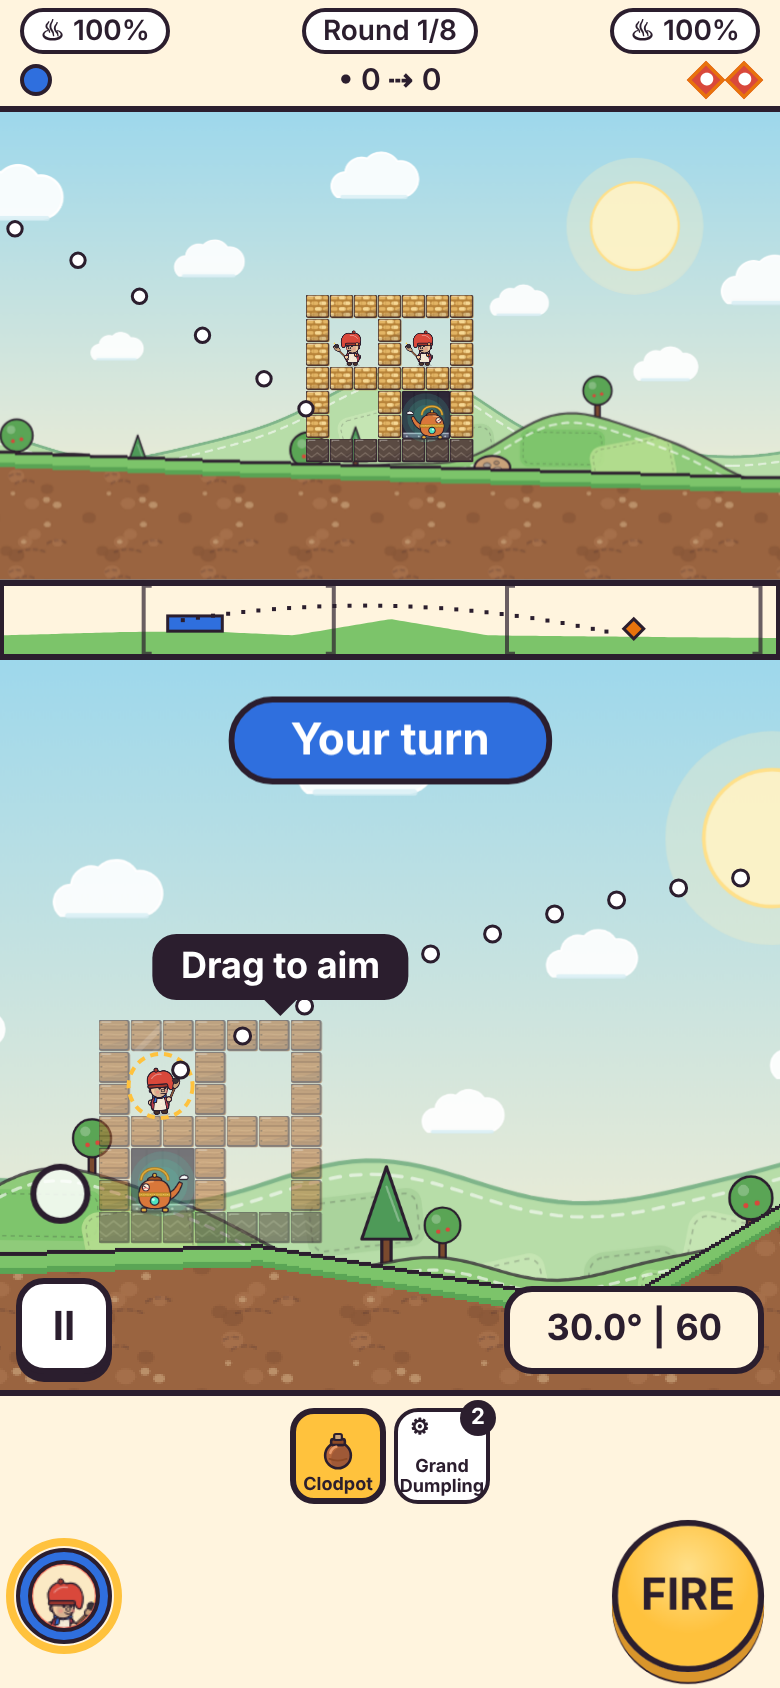 ♨ 100%
Round 1/8
♨ 100%
• 0 ⇢ 0
Your turn
Drag to aim
30.0° | 60
Clodpot
2
Grand
Dumpling
FIRE